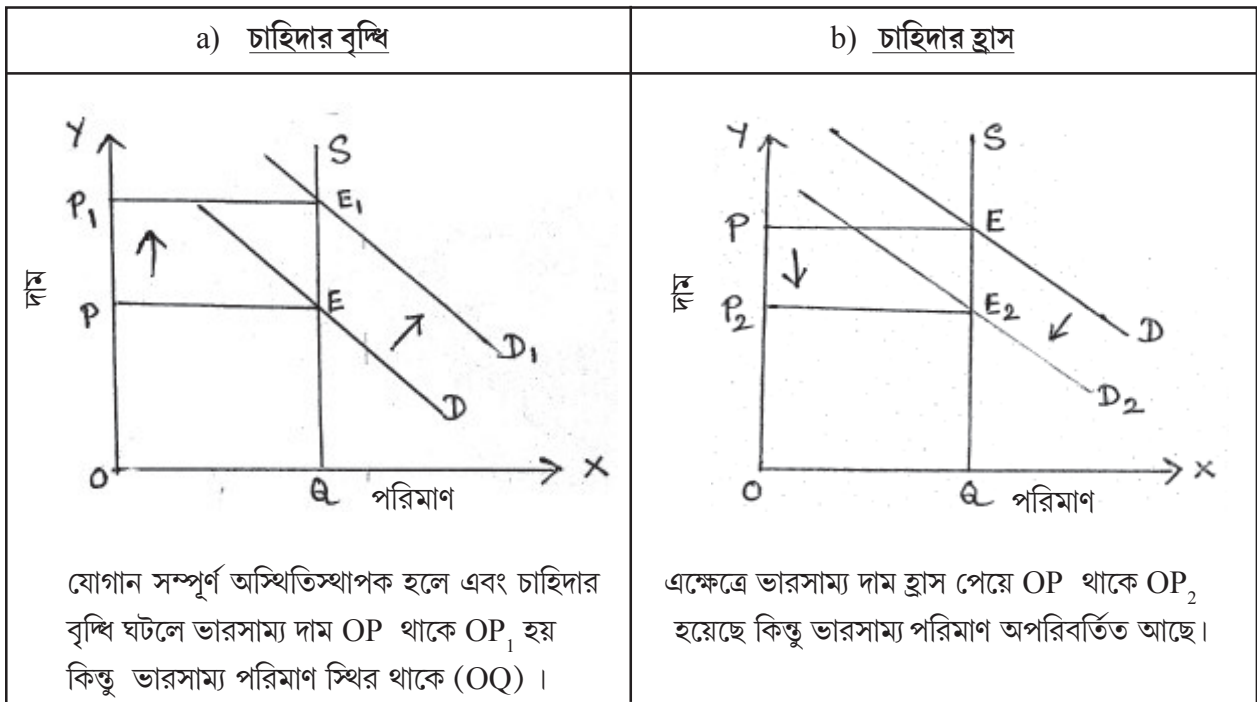 a) চাহিদার বৃদ্ধি
Y
S
P₁
E₁
দাম
P
E
D₁
D
O
Q
পরিমাণ
X
যোগান সম্পূর্ণ অস্থিতিস্থাপক হলে এবং চাহিদার
বৃদ্ধি ঘটলে ভারসাম্য দাম OP থাকে OP₁ হয়
কিন্তু ভারসাম্য পরিমাণ স্থির থাকে (OQ) ।
b) চাহিদার হ্রাস
Y
S
P
E
দাম
P₂
E₂
D
D₂
O
Q
পরিমাণ
X
এক্ষেত্রে ভারসাম্য দাম হ্রাস পেয়ে OP থাকে OP₂
হয়েছে কিন্তু ভারসাম্য পরিমাণ অপরিবর্তিত আছে।